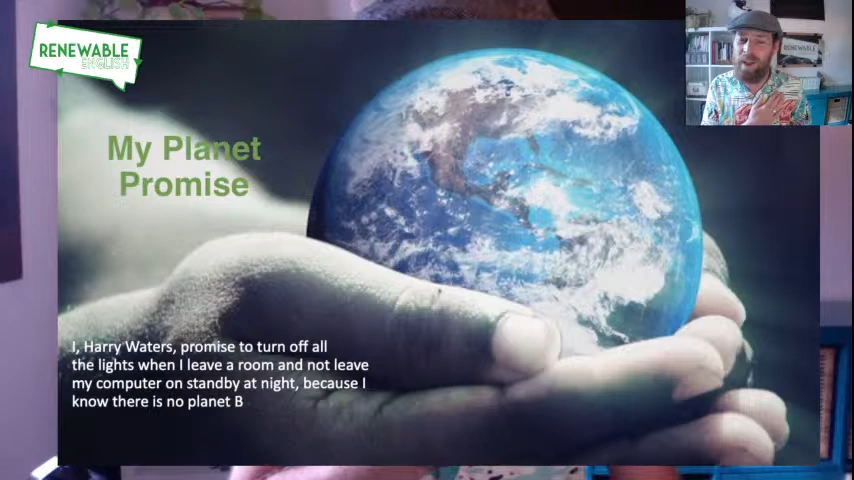 RENEWABLE
ENGLISH
My Planet
Promise
I, Harry Waters, promise to turn off all
the lights when I leave a room and not leave
my computer on standby at night, because I
know there is no planet B
RENEWABLE